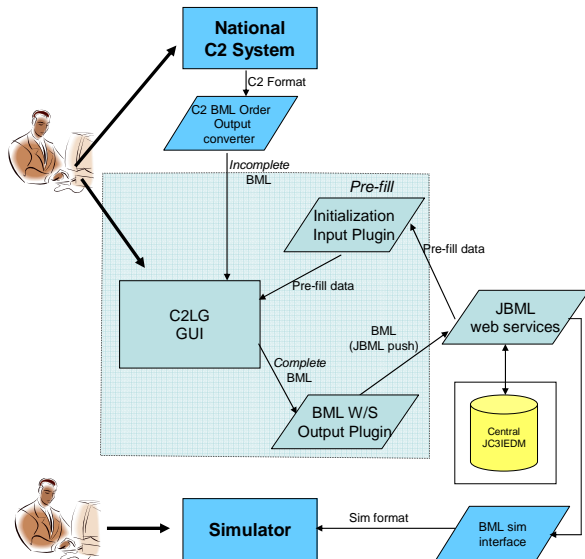 National
C2 System
C2 Format
C2 BML Order
Output
converter
Incomplete
BML
Pre-fill
Initialization
Input Plugin
Pre-fill data
Pre-fill data
C2LG
GUI
BML
(JBML push)
JBML
web services
Complete
BML
BML W/S
Output Plugin
Central
JC3IEDM
Simulator
Sim format
BML sim
interface